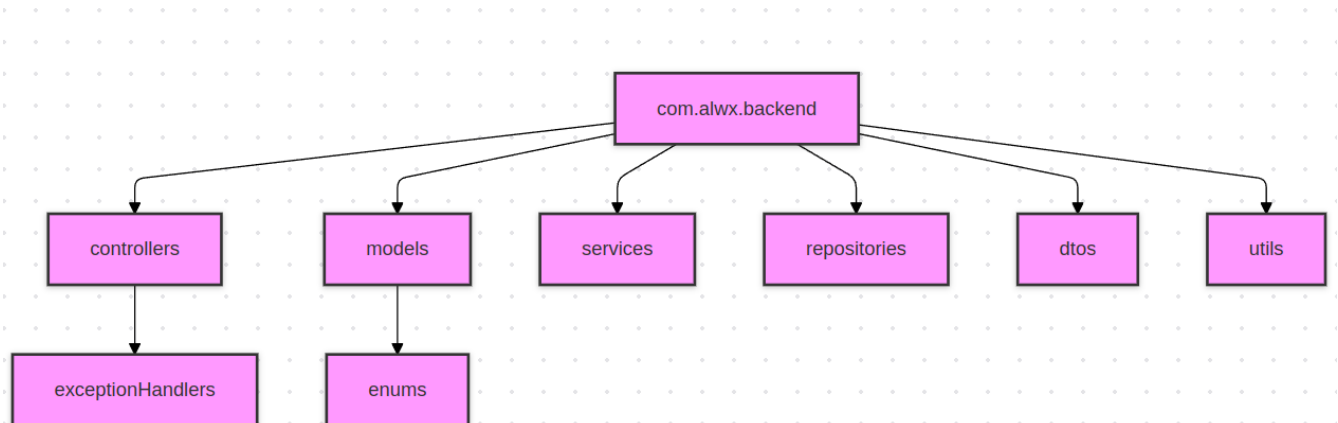 com.alwx.backend
controllers
models
services
repositories
dtos
utils
exceptionHandlers
enums